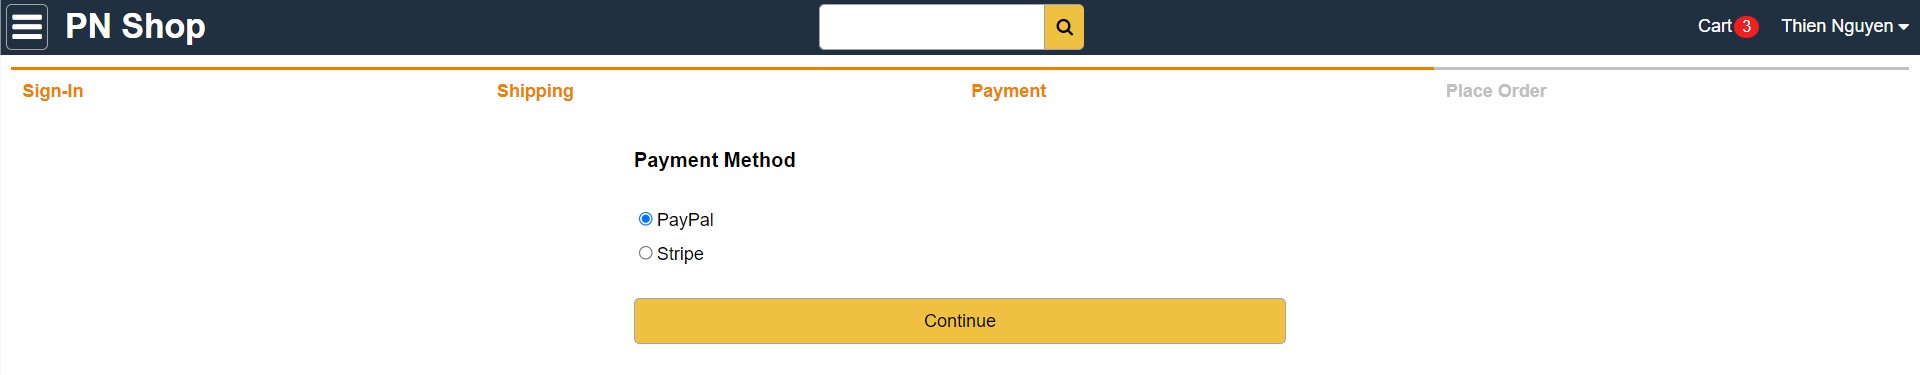 PN Shop
Cart 3 Thien Nguyen
Sign-In Shipping Payment Place Order
Payment Method
PayPal
Stripe
Continue